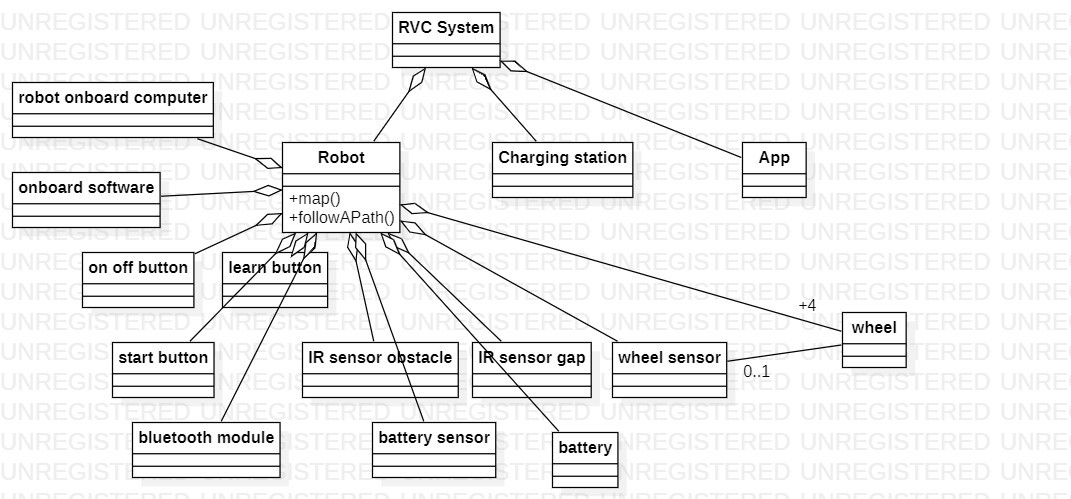 RVC System
robot onboard computer
Robot
Charging station
App
onboard software
+map()
+followAPath()
on off button
learn button
+4
wheel
start button
IR sensor obstacle
IR sensor gap
wheel sensor
0..1
bluetooth module
battery sensor
battery
UNREGISTERED